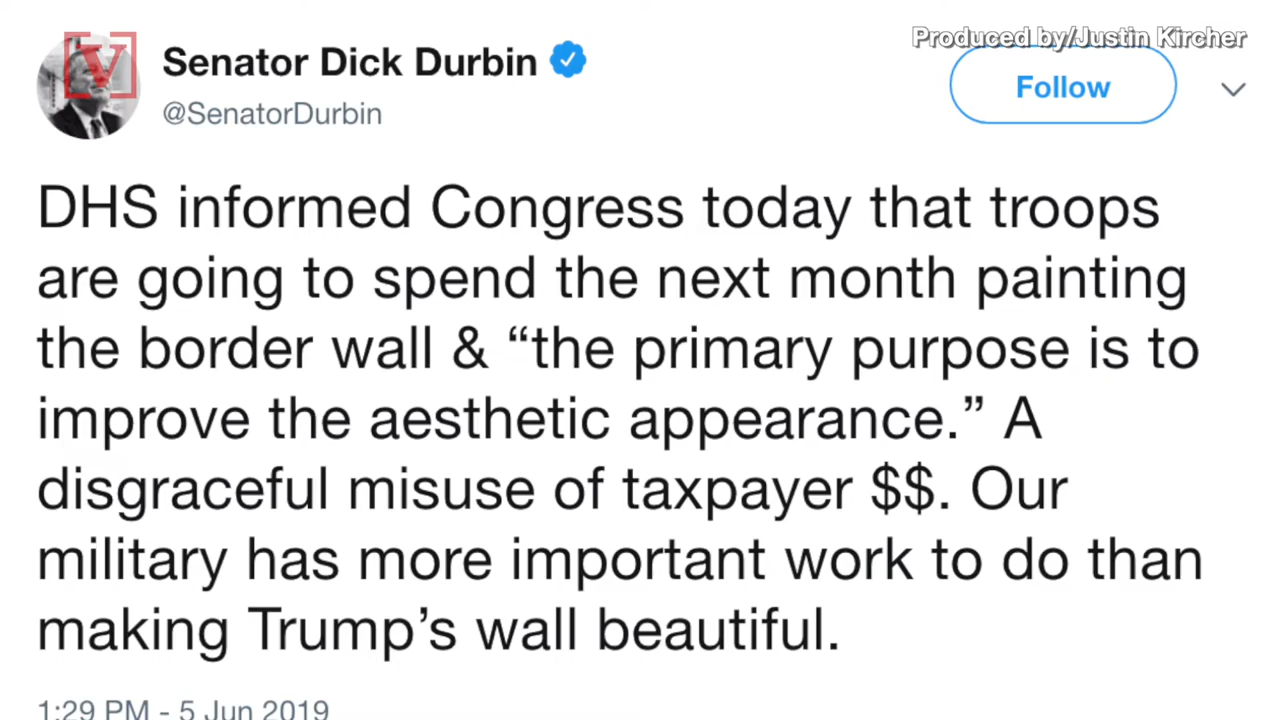 Produced by/Justin Kircher
V
Senator Dick Durbin
@SenatorDurbin
Follow
DHS informed Congress today that troops
are going to spend the next month painting
the border wall & “the primary purpose is to
improve the aesthetic appearance.” A
disgraceful misuse of taxpayer $$. Our
military has more important work to do than
making Trump’s wall beautiful.
1:29 PM - 5 Jun 2019